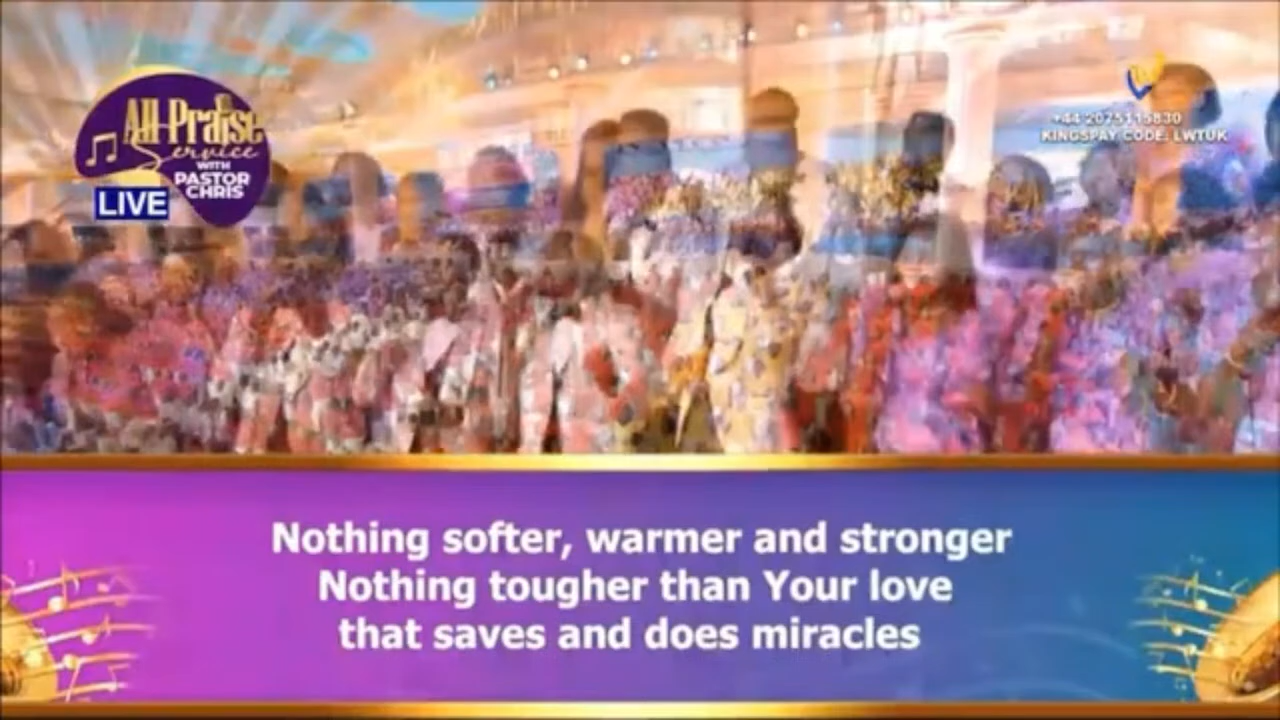 All Praise
Service
WITH
PASTOR
CHRIS
LIVE
+44 2075115830
KINGSPAY CODE: LWTUK
Nothing softer, warmer and stronger
Nothing tougher than Your love
that saves and does miracles